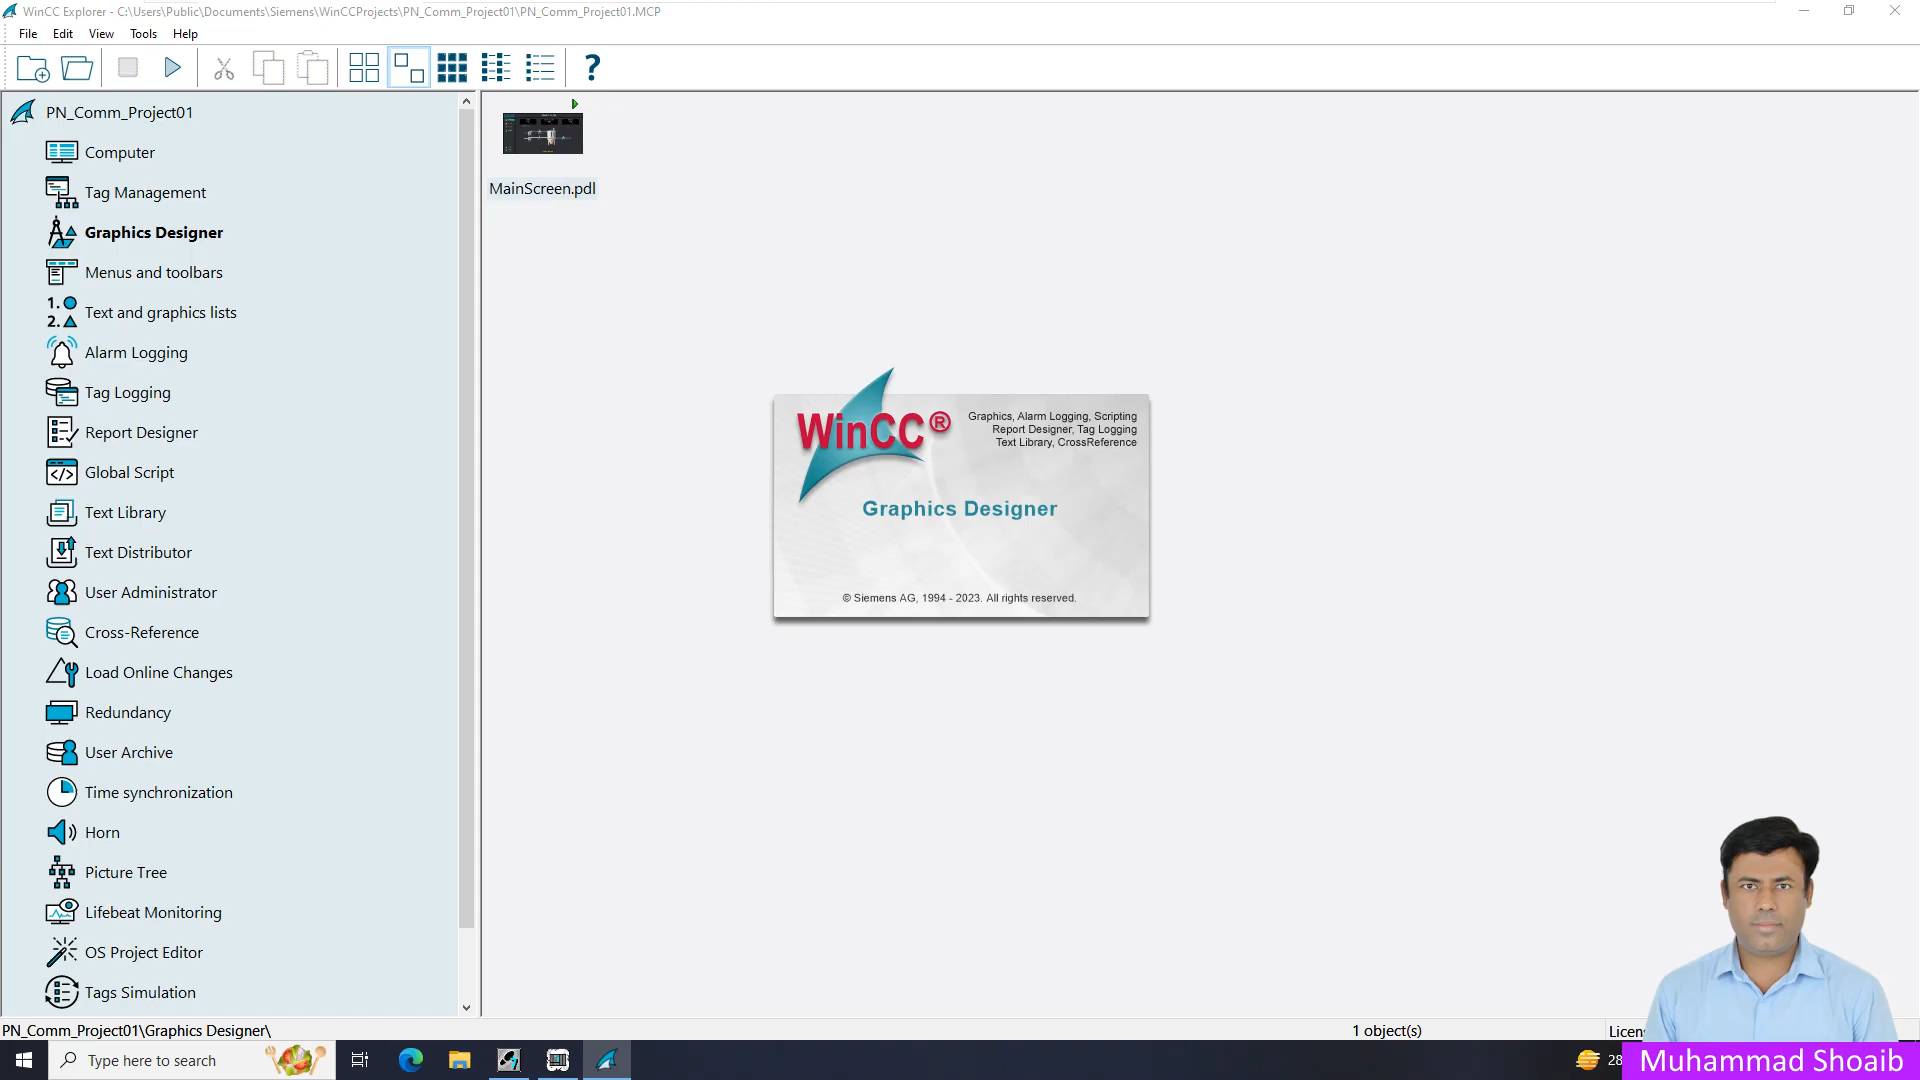 WinCC Explorer - C:\Users\Public\Documents\Siemens\WinCCProjects\PN_Comm_Project01\PN_Comm_Project01.MCP
File Edit View Tools Help
PN_Comm_Project01
Computer
Tag Management
Graphics Designer
Menus and toolbars
1.
2.
Text and graphics lists
Alarm Logging
Tag Logging
Report Designer
Global Script
Text Library
Text Distributor
User Administrator
Cross-Reference
Load Online Changes
Redundancy
User Archive
Time synchronization
Horn
Picture Tree
Lifebeat Monitoring
OS Project Editor
Tags Simulation
MainScreen.pdl
WinCC®
Graphics, Alarm Logging, Scripting
Report Designer, Tag Logging
Text Library, CrossReference
Graphics Designer
© Siemens AG, 1994 - 2023. All rights reserved.
PN_Comm_Project01\Graphics Designer\
1 object(s)
Type here to search
28
Muhammad Shoaib